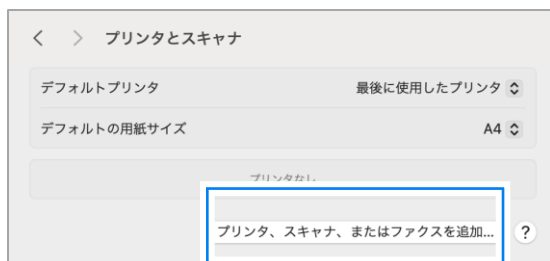 プリンタとスキャナ
デフォルトプリンタ 最後に使用したプリンタ
デフォルトの用紙サイズ A4
プリンタなし
プリンタ、スキャナ、またはファクスを追加... ?